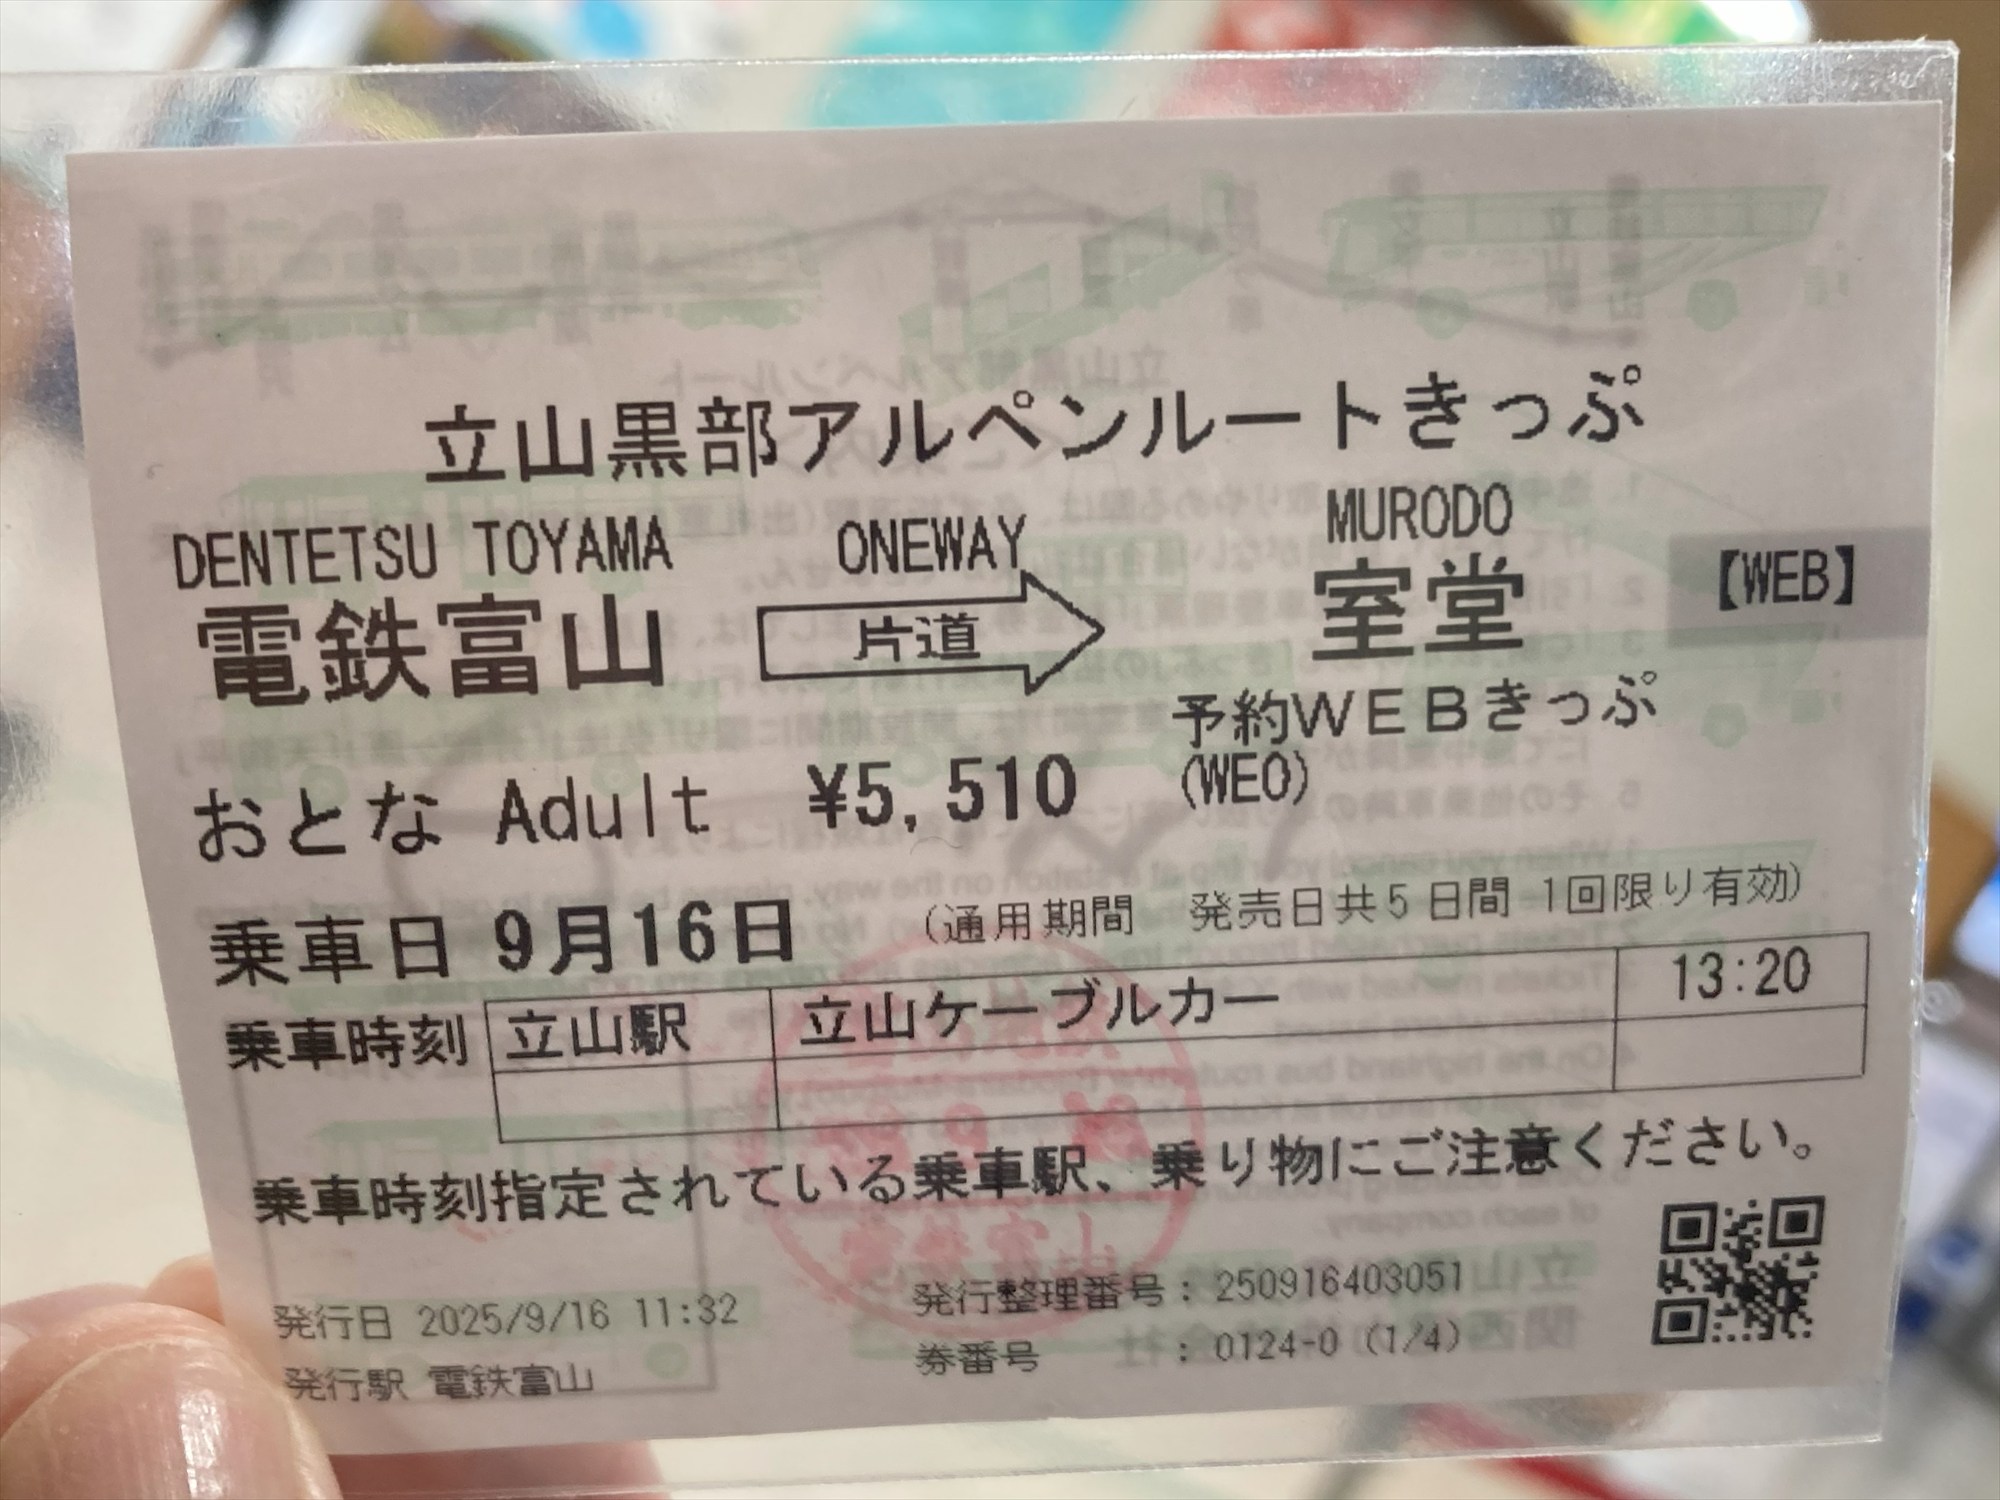 立山黒部アルペンルートきっぷ
DENTETSU TOYAMA ONEWAY MURODO
電鉄富山 片道 室堂 【WEB】
予約WEBきっぷ
(WEO)
おとな Adult ¥5,510
乗車日 9月16日 (通用期間 発売日共5日間 1回限り有効)
乗車時刻 立山駅 立山ケーブルカー 13:20
乗車時刻指定されている乗車駅、乗り物にご注意ください。
発行日 2025/9/16 11:32
発行駅 電鉄富山
発行整理番号: 250916403051
券番号 : 0124-0 (1/4)